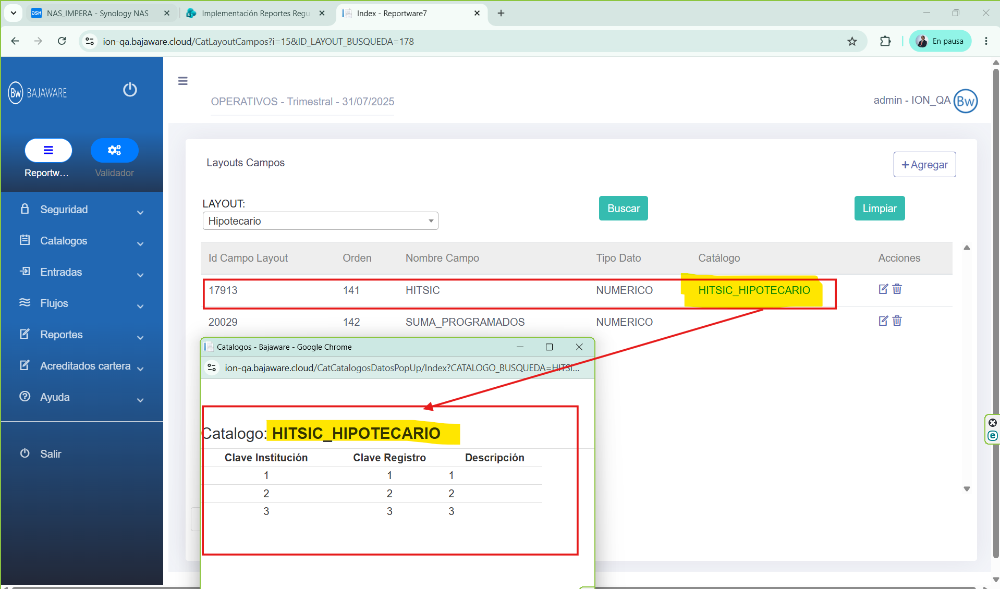 NAS_IMPERA - Synology NAS
Implementación Reportes Regu
Index - Reportware7
ion-qa.bajaware.cloud/CatLayoutCampos?i=15&ID_LAYOUT_BUSQUEDA=178
En pausa
Bw BAJAWARE
OPERATIVOS - Trimestral - 31/07/2025
admin - ION_QA
Bw
Reportw...
Validador
Seguridad
Catalogos
Entradas
Flujos
Reportes
Acreditados cartera
Ayuda
Salir
Layouts Campos
+Agregar
LAYOUT:
Hipotecario
Buscar
Limpiar
Id Campo Layout Orden Nombre Campo Tipo Dato Catálogo Acciones
17913 141 HITSIC NUMERICO HITSIC_HIPOTECARIO
20029 142 SUMA_PROGRAMADOS NUMERICO
Catalogos - Bajaware - Google Chrome
ion-qa.bajaware.cloud/CatCatalogosDatosPopUp/Index?CATALOGO_BUSQUEDA=HITSI...
Catalogo: HITSIC_HIPOTECARIO
Clave Institución Clave Registro Descripción
1 1 1
2 2 2
3 3 3